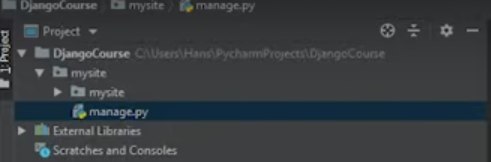 DjangoCourse mysite manage.py
1: Project
Project
DjangoCourse C:\Users\Hans\PycharmProjects\DjangoCourse
mysite
mysite
manage.py
External Libraries
Scratches and Consoles